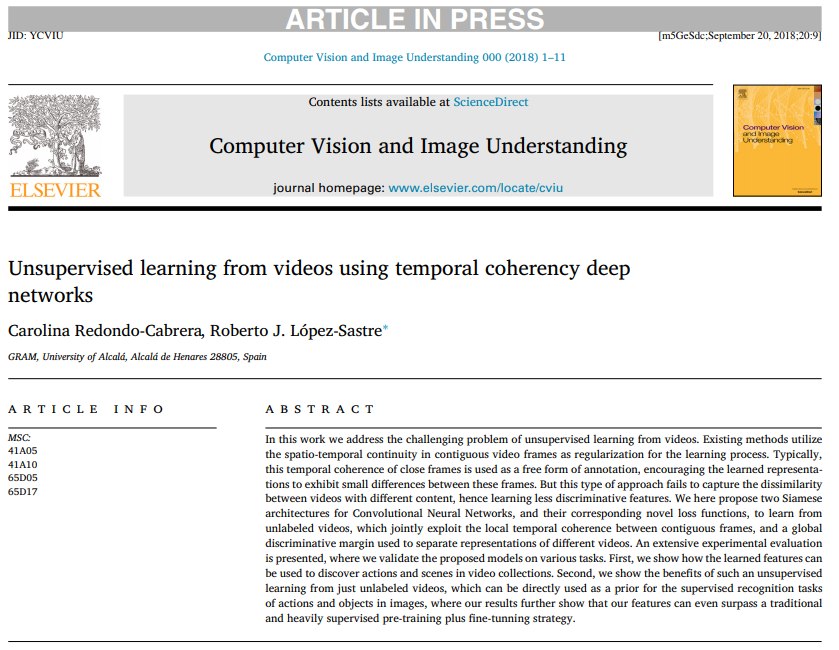 ARTICLE IN PRESS
JID: YCVIU
[m5GeSdc;September 20, 2018;20:9]
Computer Vision and Image Understanding 000 (2018) 1–11
Contents lists available at ScienceDirect
Computer Vision and Image Understanding
journal homepage: www.elsevier.com/locate/cviu
ELSEVIER
Computer Vision
and Image
Understanding
Unsupervised learning from videos using temporal coherency deep
networks
Carolina Redondo-Cabrera, Roberto J. López-Sastre*
GRAM, University of Alcalá, Alcalá de Henares 28805, Spain
ARTICLE INFO
MSC:
41A05
41A10
65D05
65D17
ABSTRACT
In this work we address the challenging problem of unsupervised learning from videos. Existing methods utilize
the spatio-temporal continuity in contiguous video frames as regularization for the learning process. Typically,
this temporal coherence of close frames is used as a free form of annotation, encouraging the learned representa-
tions to exhibit small differences between these frames. But this type of approach fails to capture the dissimilarity
between videos with different content, hence learning less discriminative features. We here propose two Siamese
architectures for Convolutional Neural Networks, and their corresponding novel loss functions, to learn from
unlabeled videos, which jointly exploit the local temporal coherence between contiguous frames, and a global
discriminative margin used to separate representations of different videos. An extensive experimental evaluation
is presented, where we validate the proposed models on various tasks. First, we show how the learned features can
be used to discover actions and scenes in video collections. Second, we show the benefits of such an unsupervised
learning from just unlabeled videos, which can be directly used as a prior for the supervised recognition tasks
of actions and objects in images, where our results further show that our features can even surpass a traditional
and heavily supervised pre-training plus fine-tunning strategy.